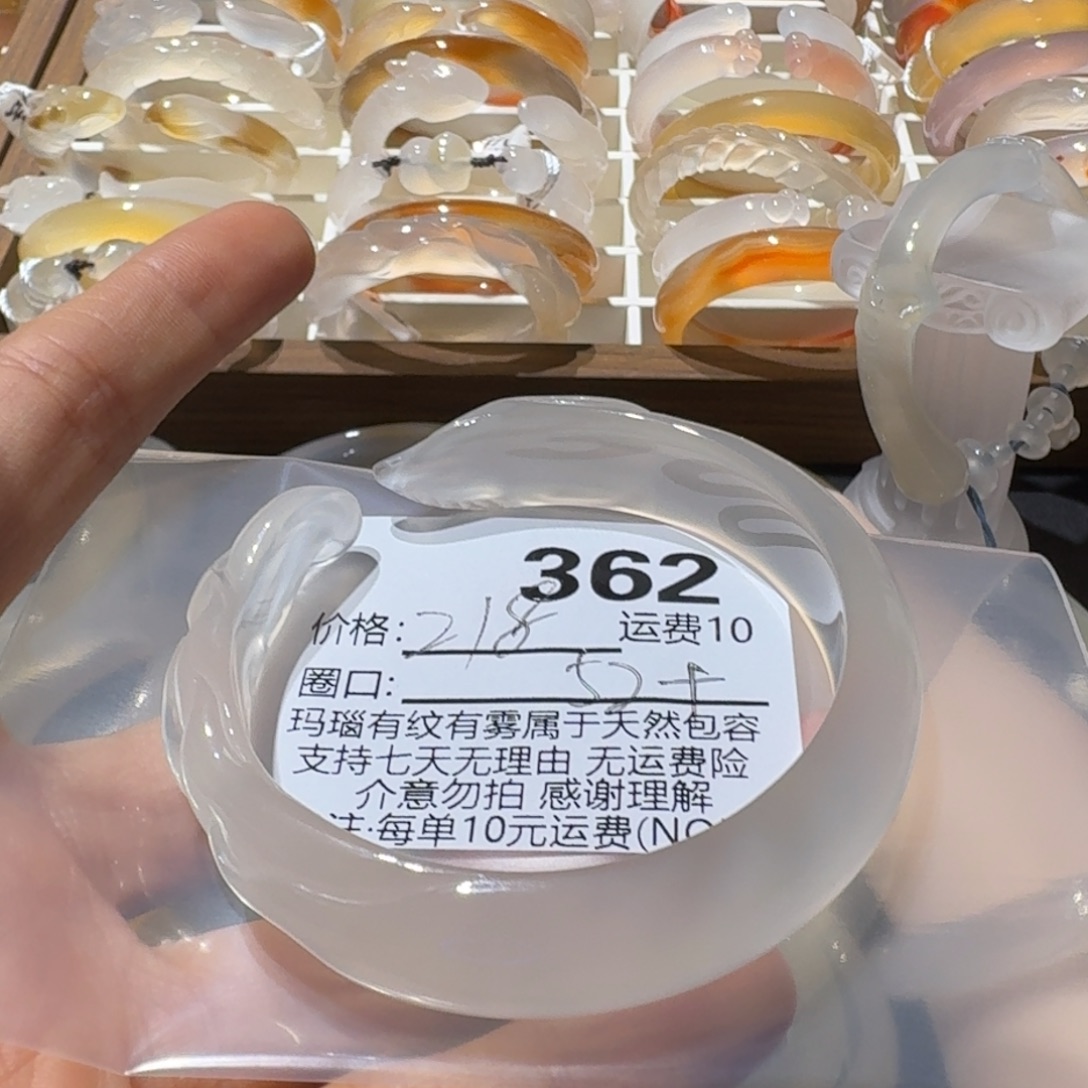 362
价格: 218 运费10
圈口: 52+
玛瑙有纹有雾属于天然包容
支持七天无理由 无运费险
介意勿拍 感谢理解
注:每单10元运费(NO